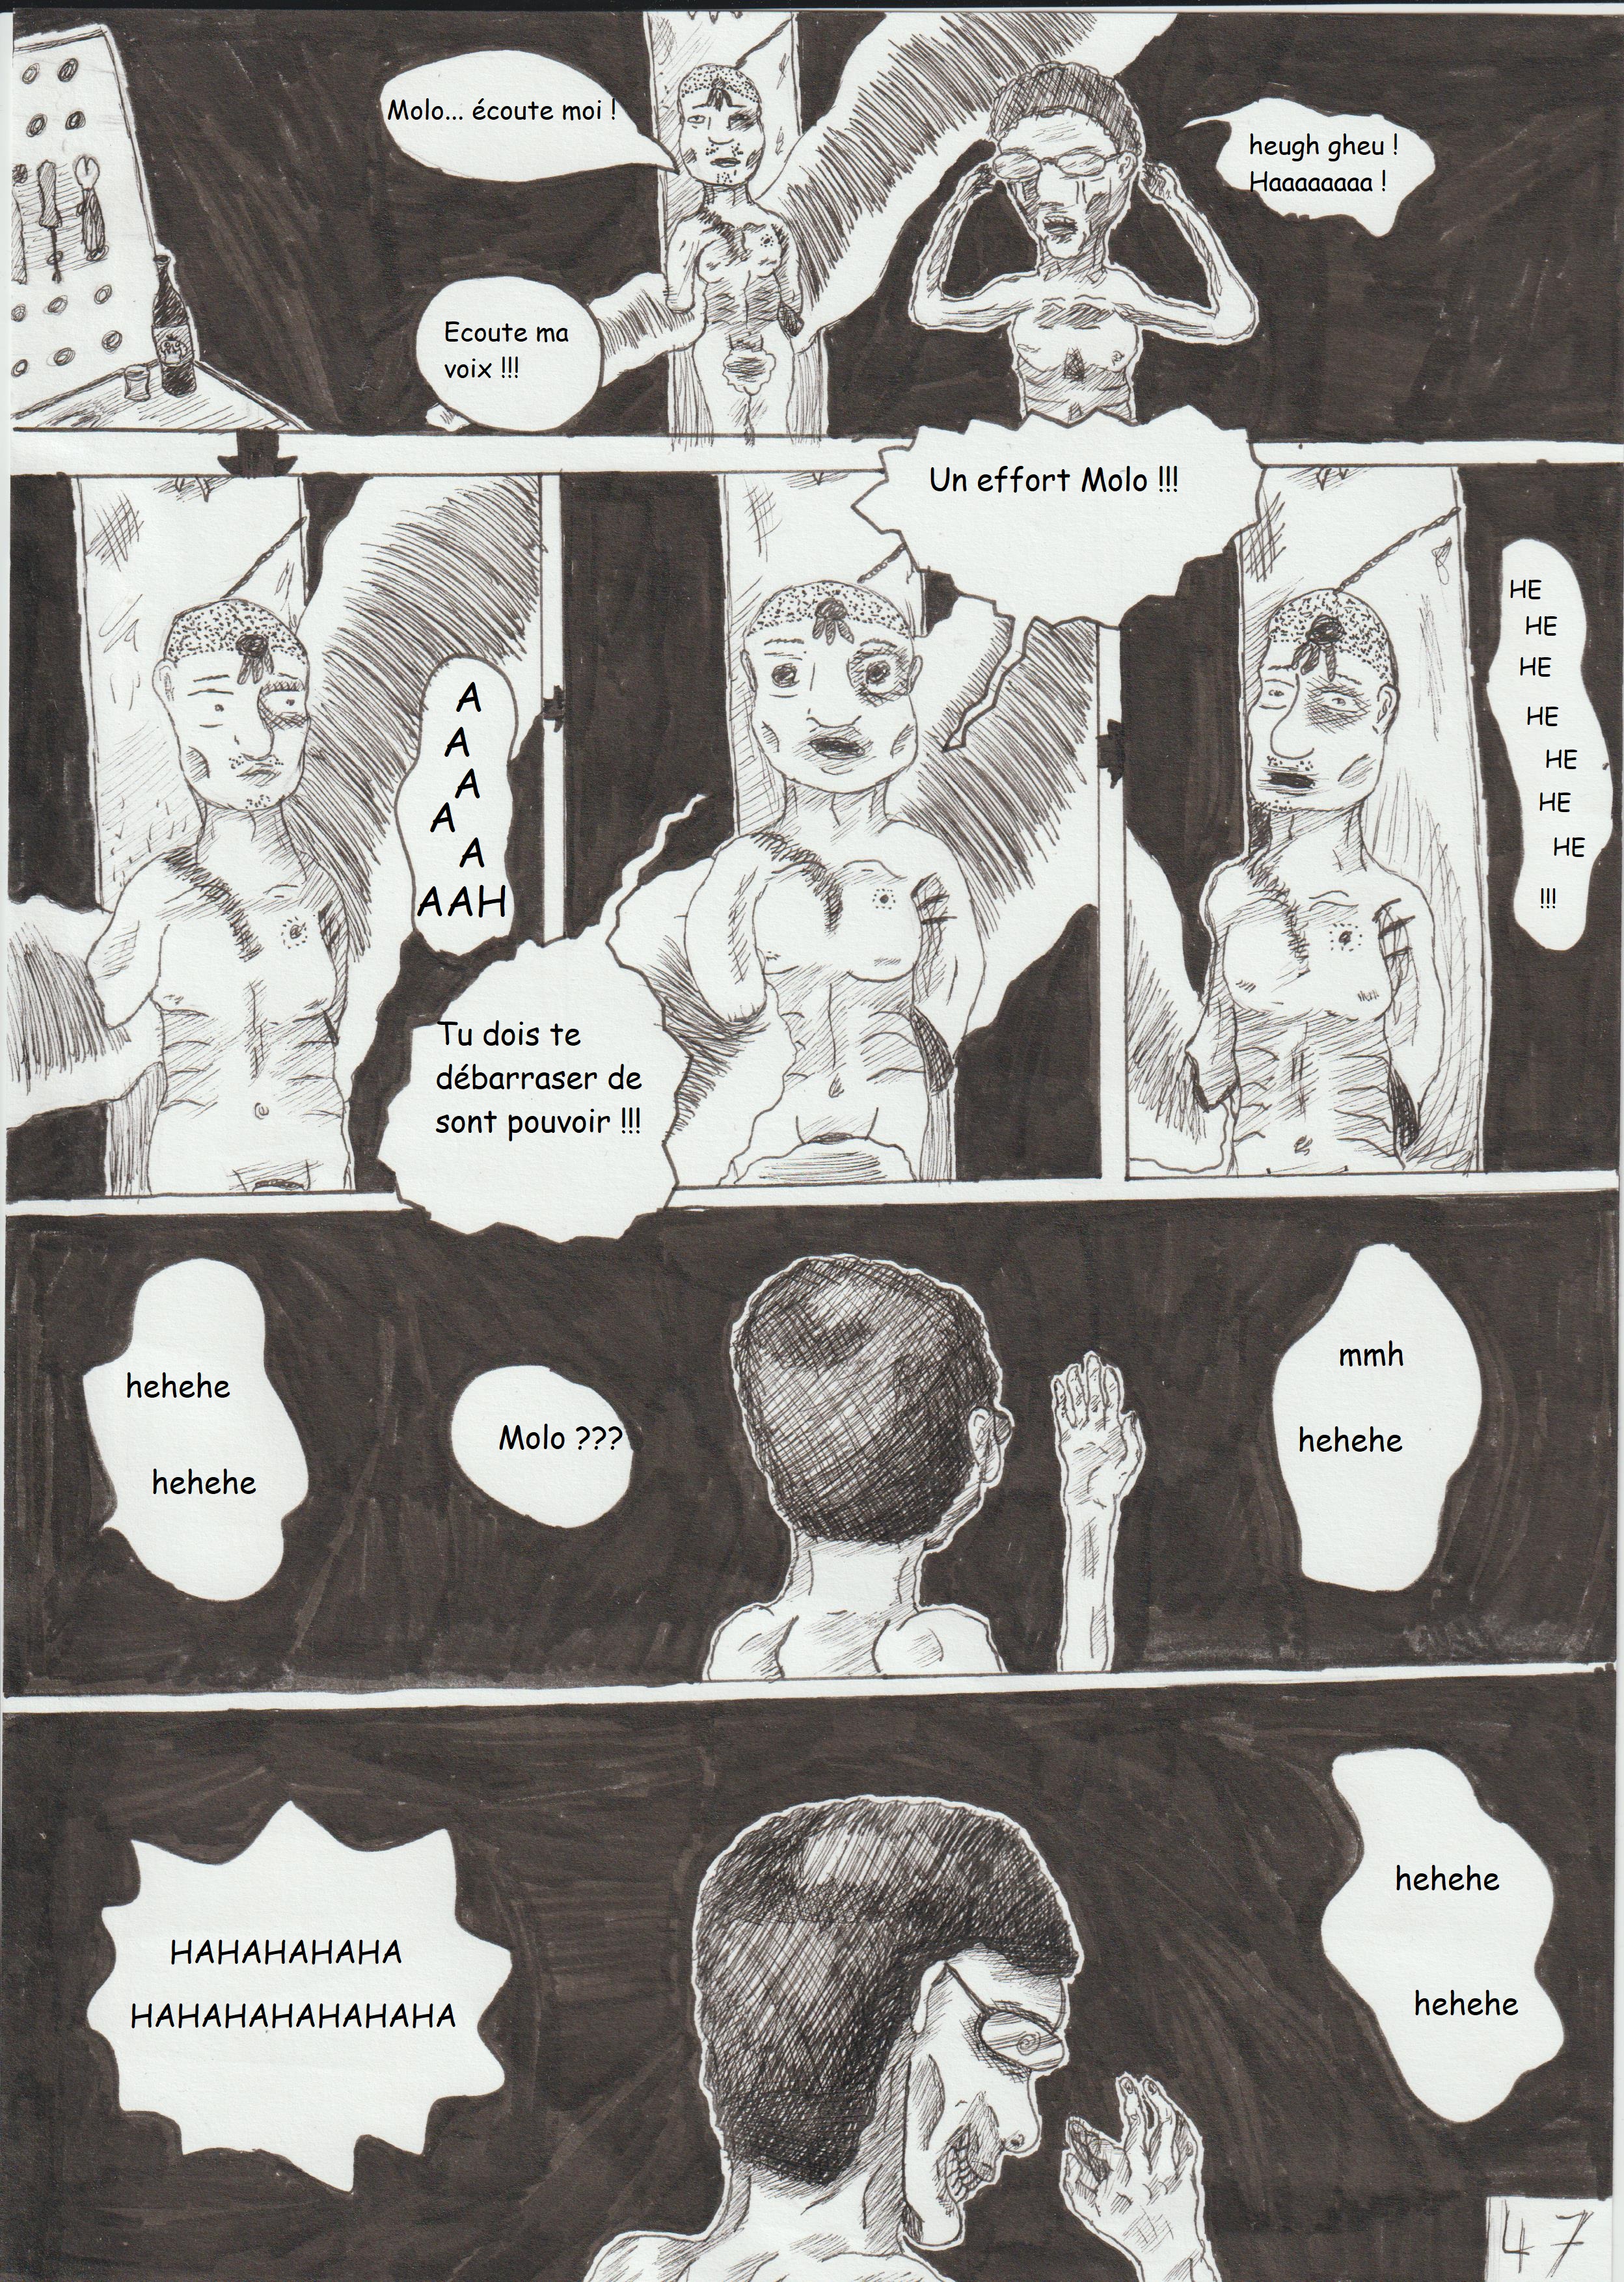 Molo... écoute moi !
heugh gheu !
Haaaaaaaa !
Ecoute ma
voix !!!
A
A
A
A
A
AAH
Un effort Molo !!!
Tu dois te
débarraser de
sont pouvoir !!!
HE
HE
HE
HE
HE
HE
HE
!!!
hehehe
hehehe
Molo ???
mmh
hehehe
HAHAHAHAHA
HAHAHAHAHAHAHA
hehehe
hehehe
47